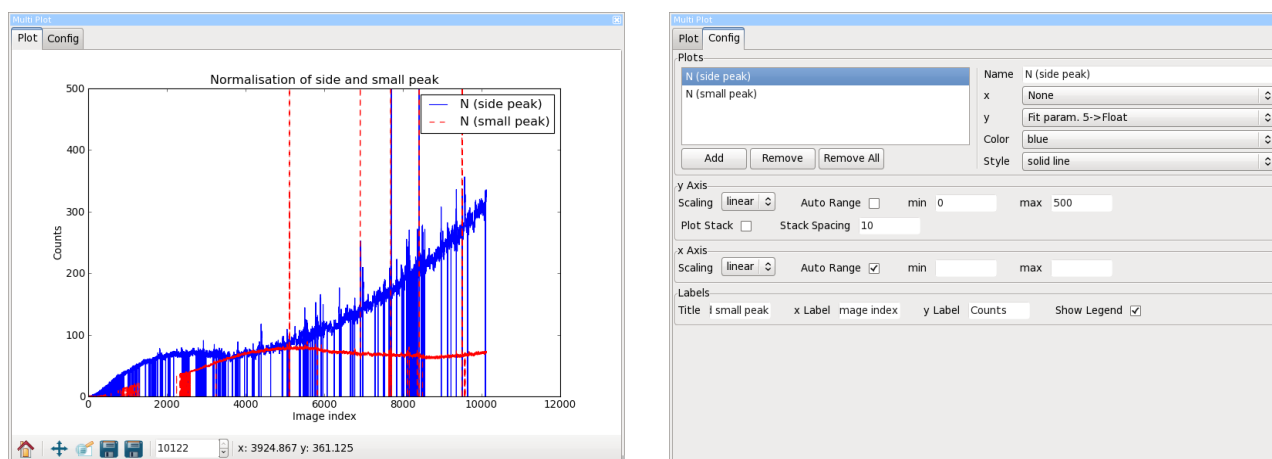 Multi Plot
Plot Config
Normalisation of side and small peak
N (side peak)
N (small peak)
500
400
300
200
100
0
Counts
0 2000 4000 6000 8000 10000 12000
Image index
10122 x: 3924.867 y: 361.125
Multi Plot
Plot Config
Plots
N (side peak)
N (small peak)
Add Remove Remove All
Name N (side peak)
x None
y Fit param. 5->Float
Color blue
Style solid line
y Axis
Scaling linear Auto Range min 0 max 500
Plot Stack Stack Spacing 10
x Axis
Scaling linear Auto Range min max
Labels
Title l small peak x Label mage index y Label Counts Show Legend